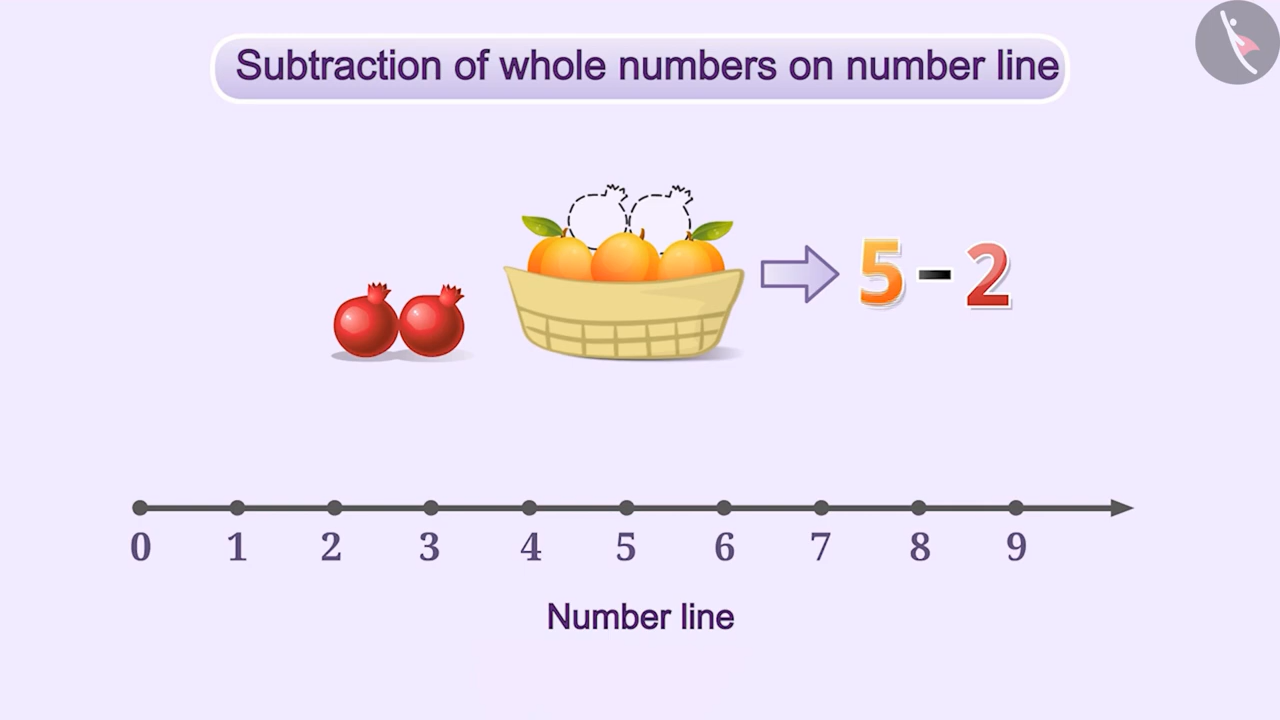 Subtraction of whole numbers on number line
5 - 2
0 1 2 3 4 5 6 7 8 9
Number line